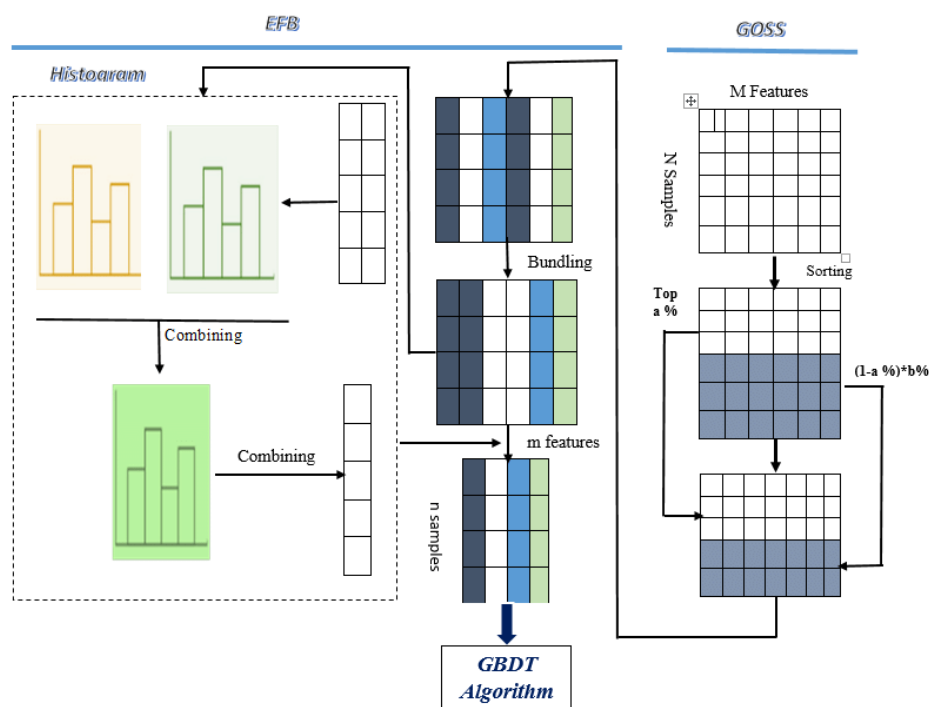 EFB
GOSS
Histoaram
M Features
N Samples
Sorting
Top
a %
(1-a %)*b%
Bundling
Combining
Combining
m features
n samples
GBDT
Algorithm